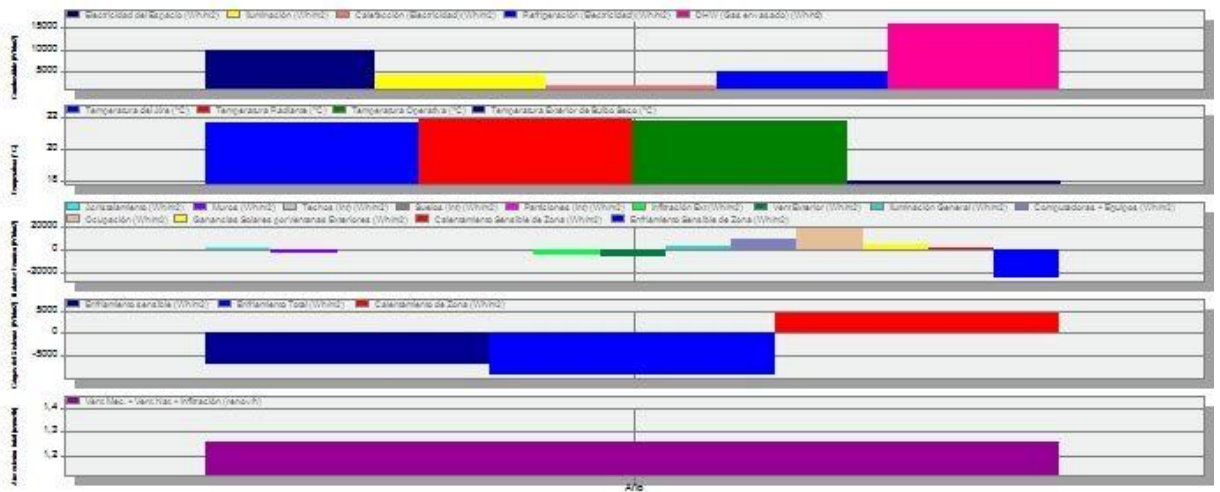 Electricidad del Espacio (Wh/m2) Iluminación (Wh/m2) Calefacción (Electricidad) (Wh/m2) Refrigeración (Electricidad) (Wh/m2) DHW (Gas envasado) (Wh/m2)
15000
10000
5000
Temperatura del Aire (°C) Temperatura Radiante (°C) Temperatura Operativa (°C) Temperatura Exterior de Bulbo Seco (°C)
22
20
18
Temperatura (°C)
Acristalamiento (Wh/m2) Muros (Wh/m2) Techos (Int) (Wh/m2) Suelos (Int) (Wh/m2) Particiones (Int) (Wh/m2) Infiltración Ext (Wh/m2) Vent Exterior (Wh/m2) Iluminación General (Wh/m2) Computadoras + Equipos (Wh/m2)
Ocupación (Wh/m2) Ganancias Solares por Ventanas Exteriores (Wh/m2) Calentamiento Sensible de Zona (Wh/m2) Enfriamiento Sensible de Zona (Wh/m2)
20000
0
-20000
Enfriamiento sensible (Wh/m2) Enfriamiento Total (Wh/m2) Calentamiento de Zona (Wh/m2)
5000
0
-5000
Vent Mec. + Vent Nat + Infiltración (renov/h)
1,4
1,3
1,2
Año